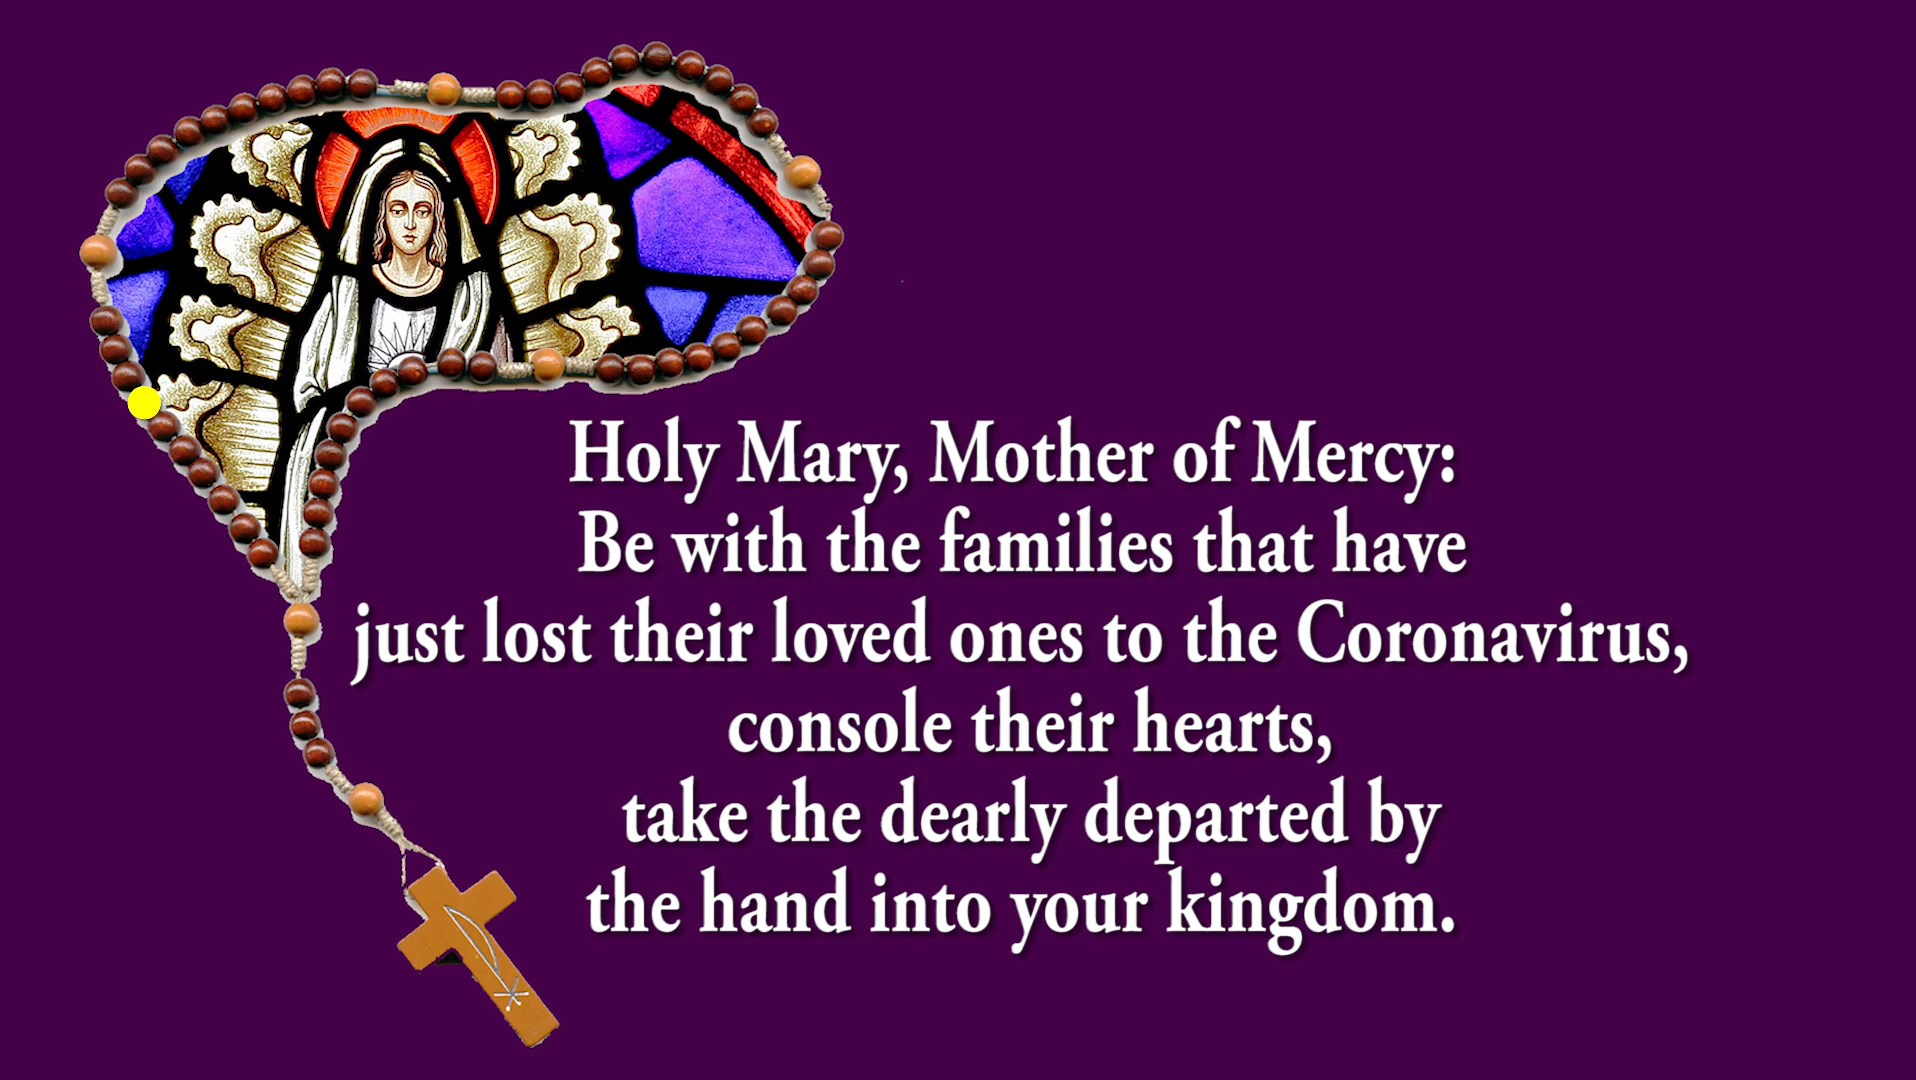 Holy Mary, Mother of Mercy:
Be with the families that have
just lost their loved ones to the Coronavirus,
console their hearts,
take the dearly departed by
the hand into your kingdom.